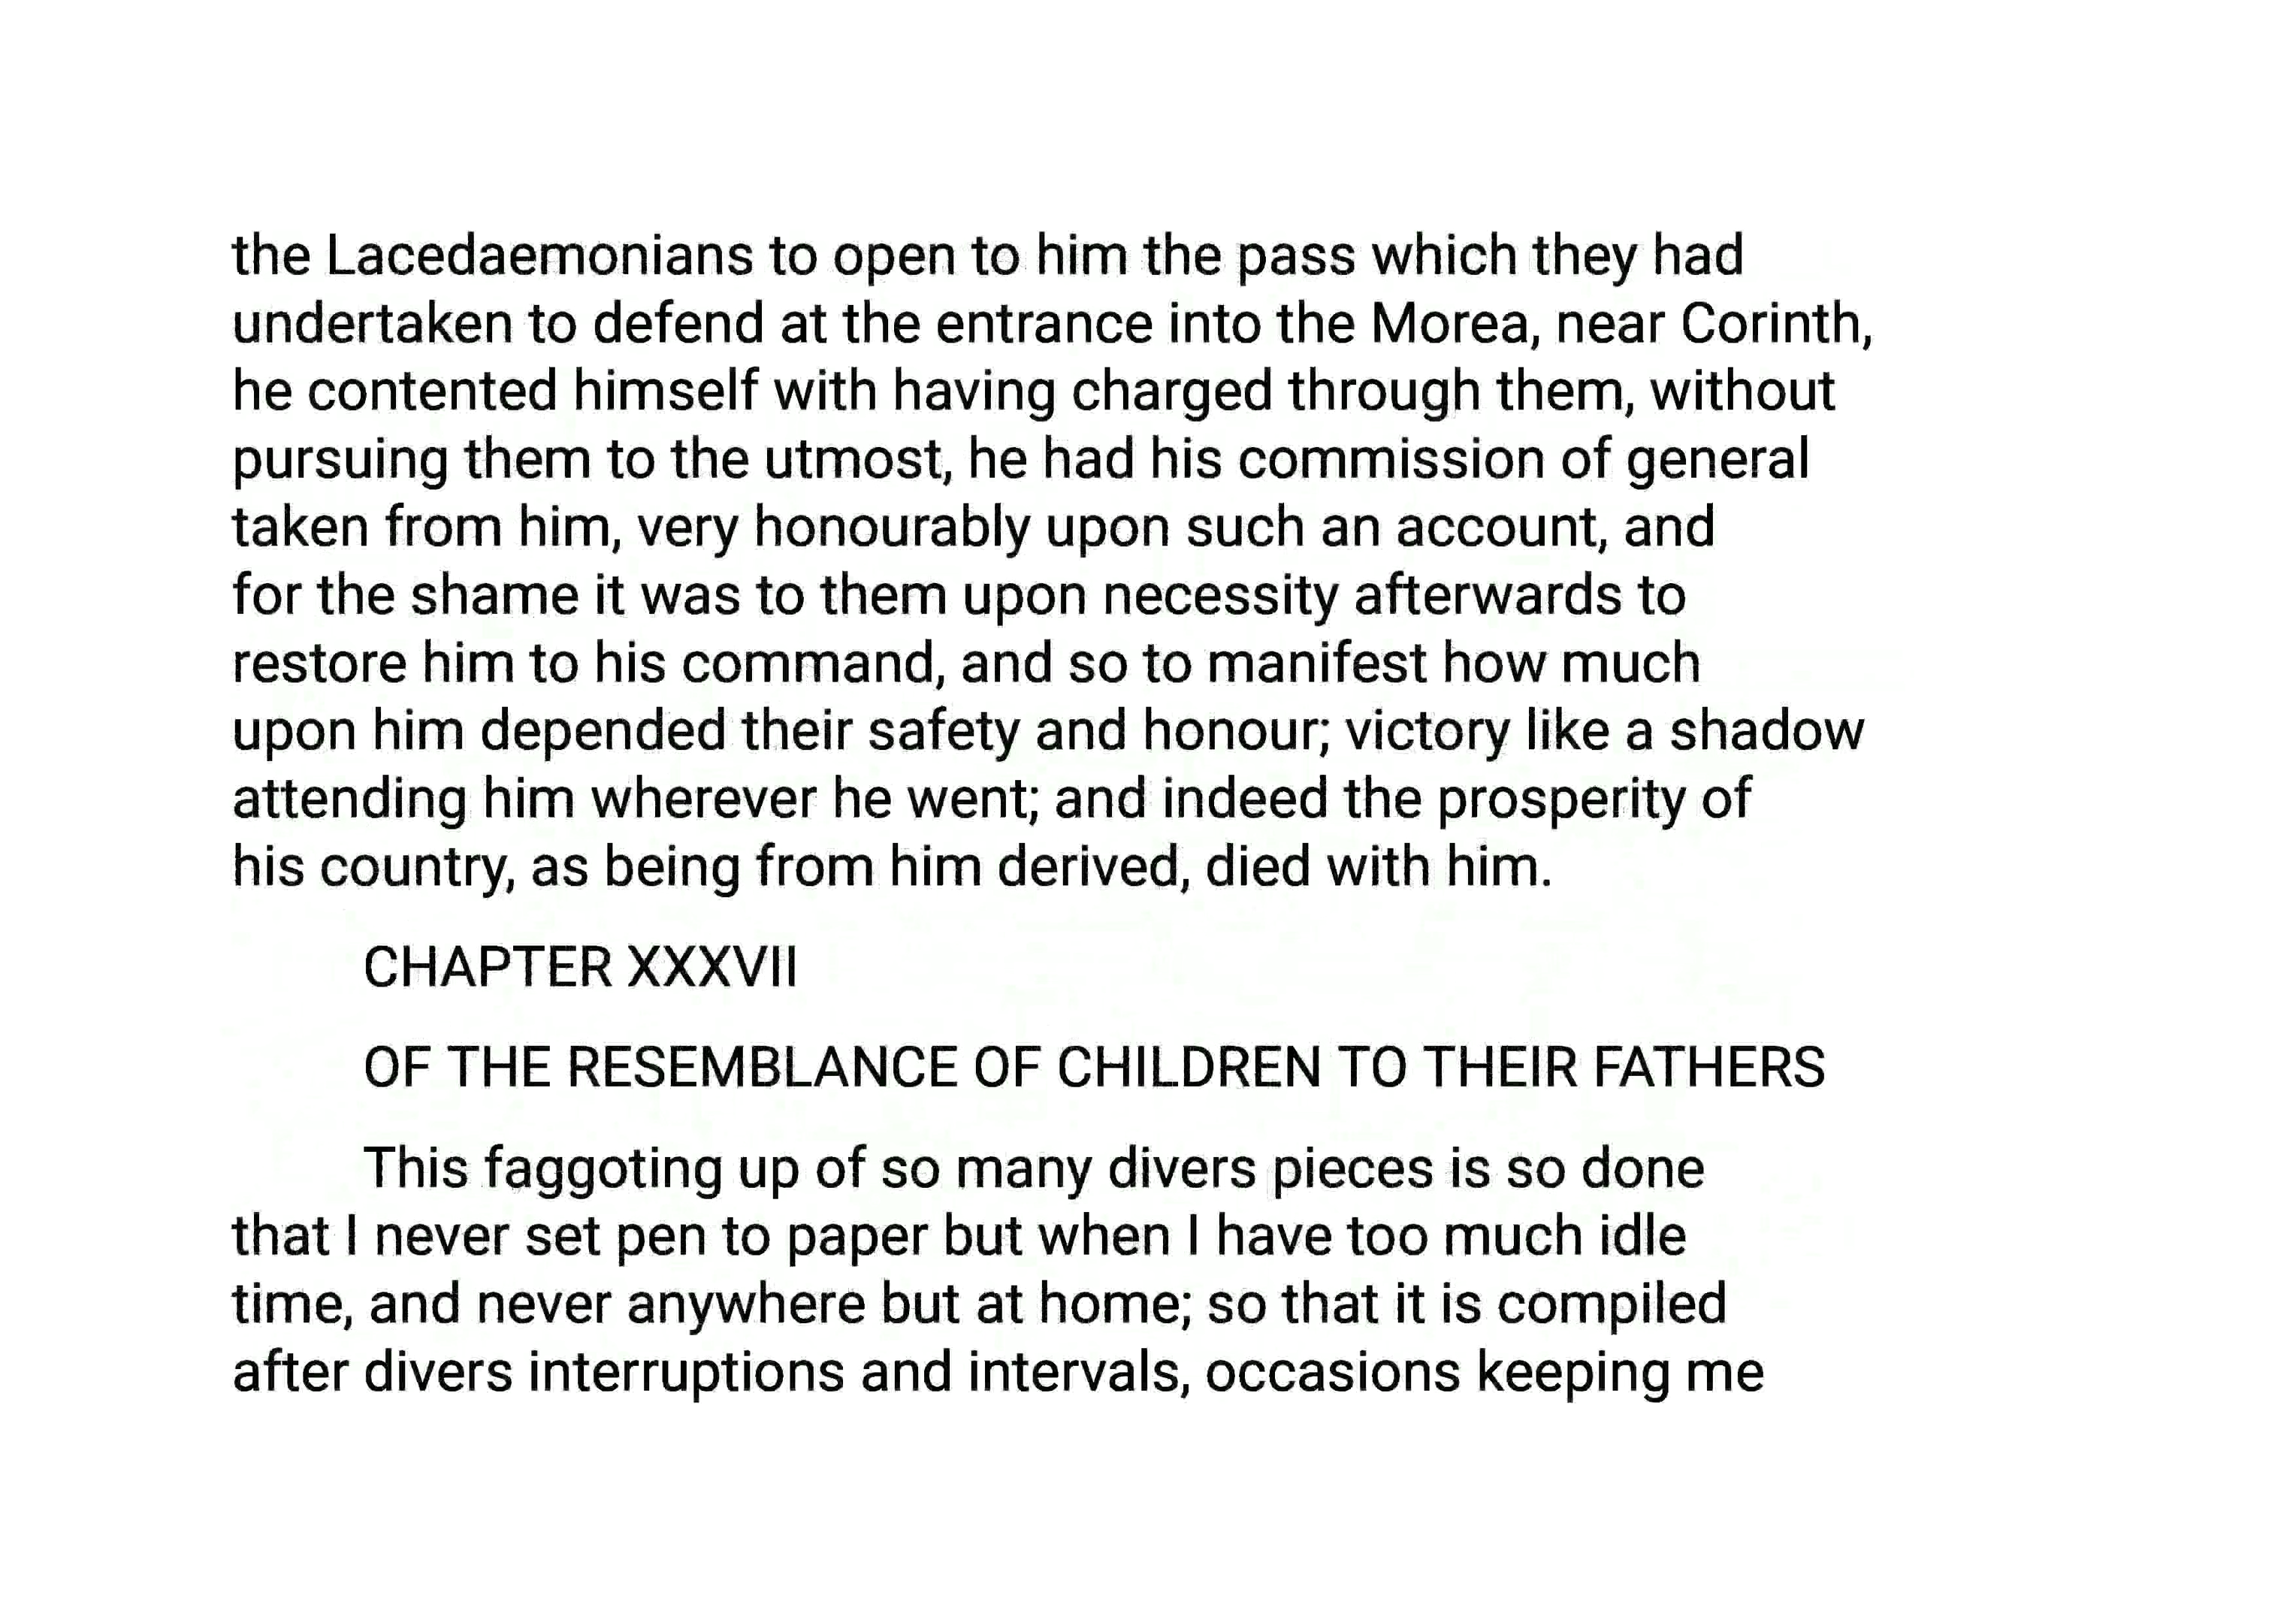 the Lacedaemonians to open to him the pass which they had
undertaken to defend at the entrance into the Morea, near Corinth,
he contented himself with having charged through them, without
pursuing them to the utmost, he had his commission of general
taken from him, very honourably upon such an account, and
for the shame it was to them upon necessity afterwards to
restore him to his command, and so to manifest how much
upon him depended their safety and honour; victory like a shadow
attending him wherever he went; and indeed the prosperity of
his country, as being from him derived, died with him.
CHAPTER XXXVII
OF THE RESEMBLANCE OF CHILDREN TO THEIR FATHERS
This faggoting up of so many divers pieces is so done
that I never set pen to paper but when I have too much idle
time, and never anywhere but at home; so that it is compiled
after divers interruptions and intervals, occasions keeping me